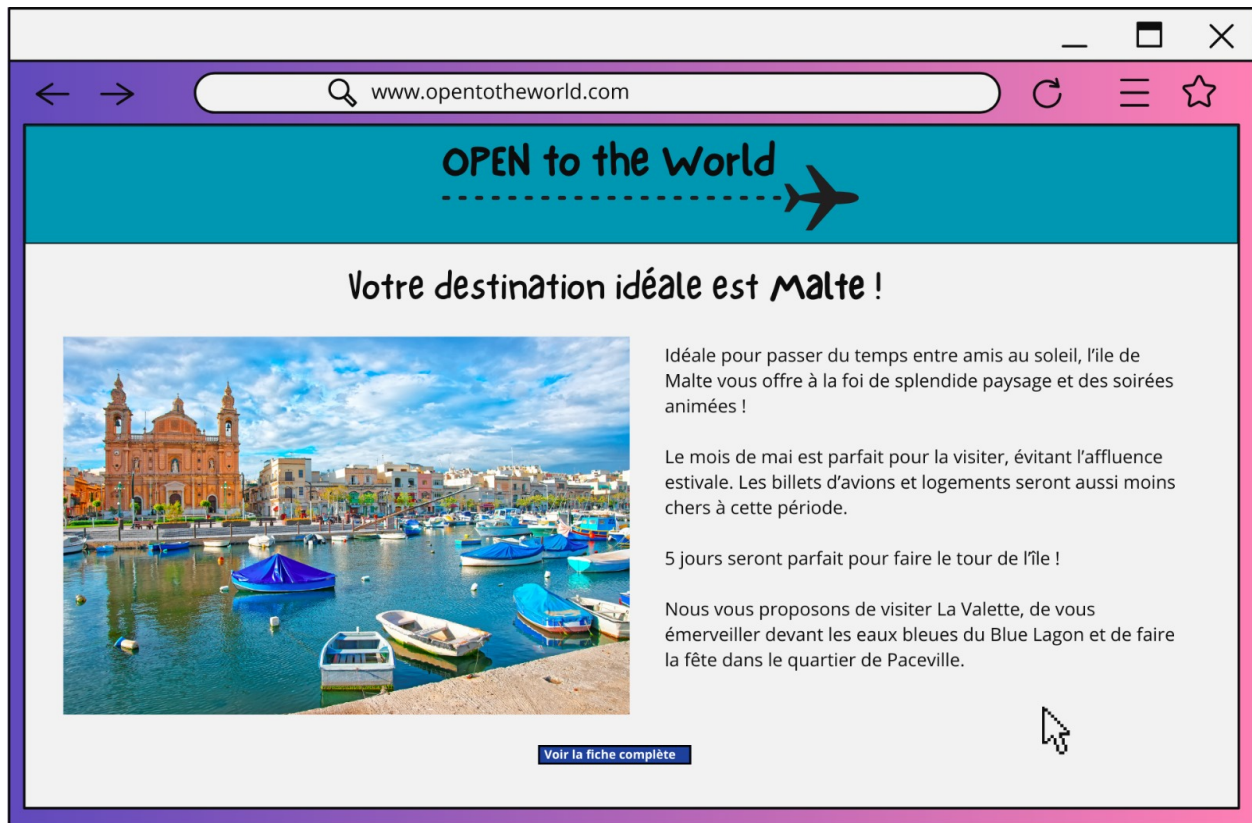 www.opentotheworld.com
OPEN to the World
Votre destination idéale est Malte !
Idéale pour passer du temps entre amis au soleil, l'ile de
Malte vous offre à la foi de splendide paysage et des soirées
animées !
Le mois de mai est parfait pour la visiter, évitant l'affluence
estivale. Les billets d'avions et logements seront aussi moins
chers à cette période.
5 jours seront parfait pour faire le tour de l'île !
Nous vous proposons de visiter La Valette, de vous
émerveiller devant les eaux bleues du Blue Lagon et de faire
la fête dans le quartier de Paceville.
Voir la fiche complète